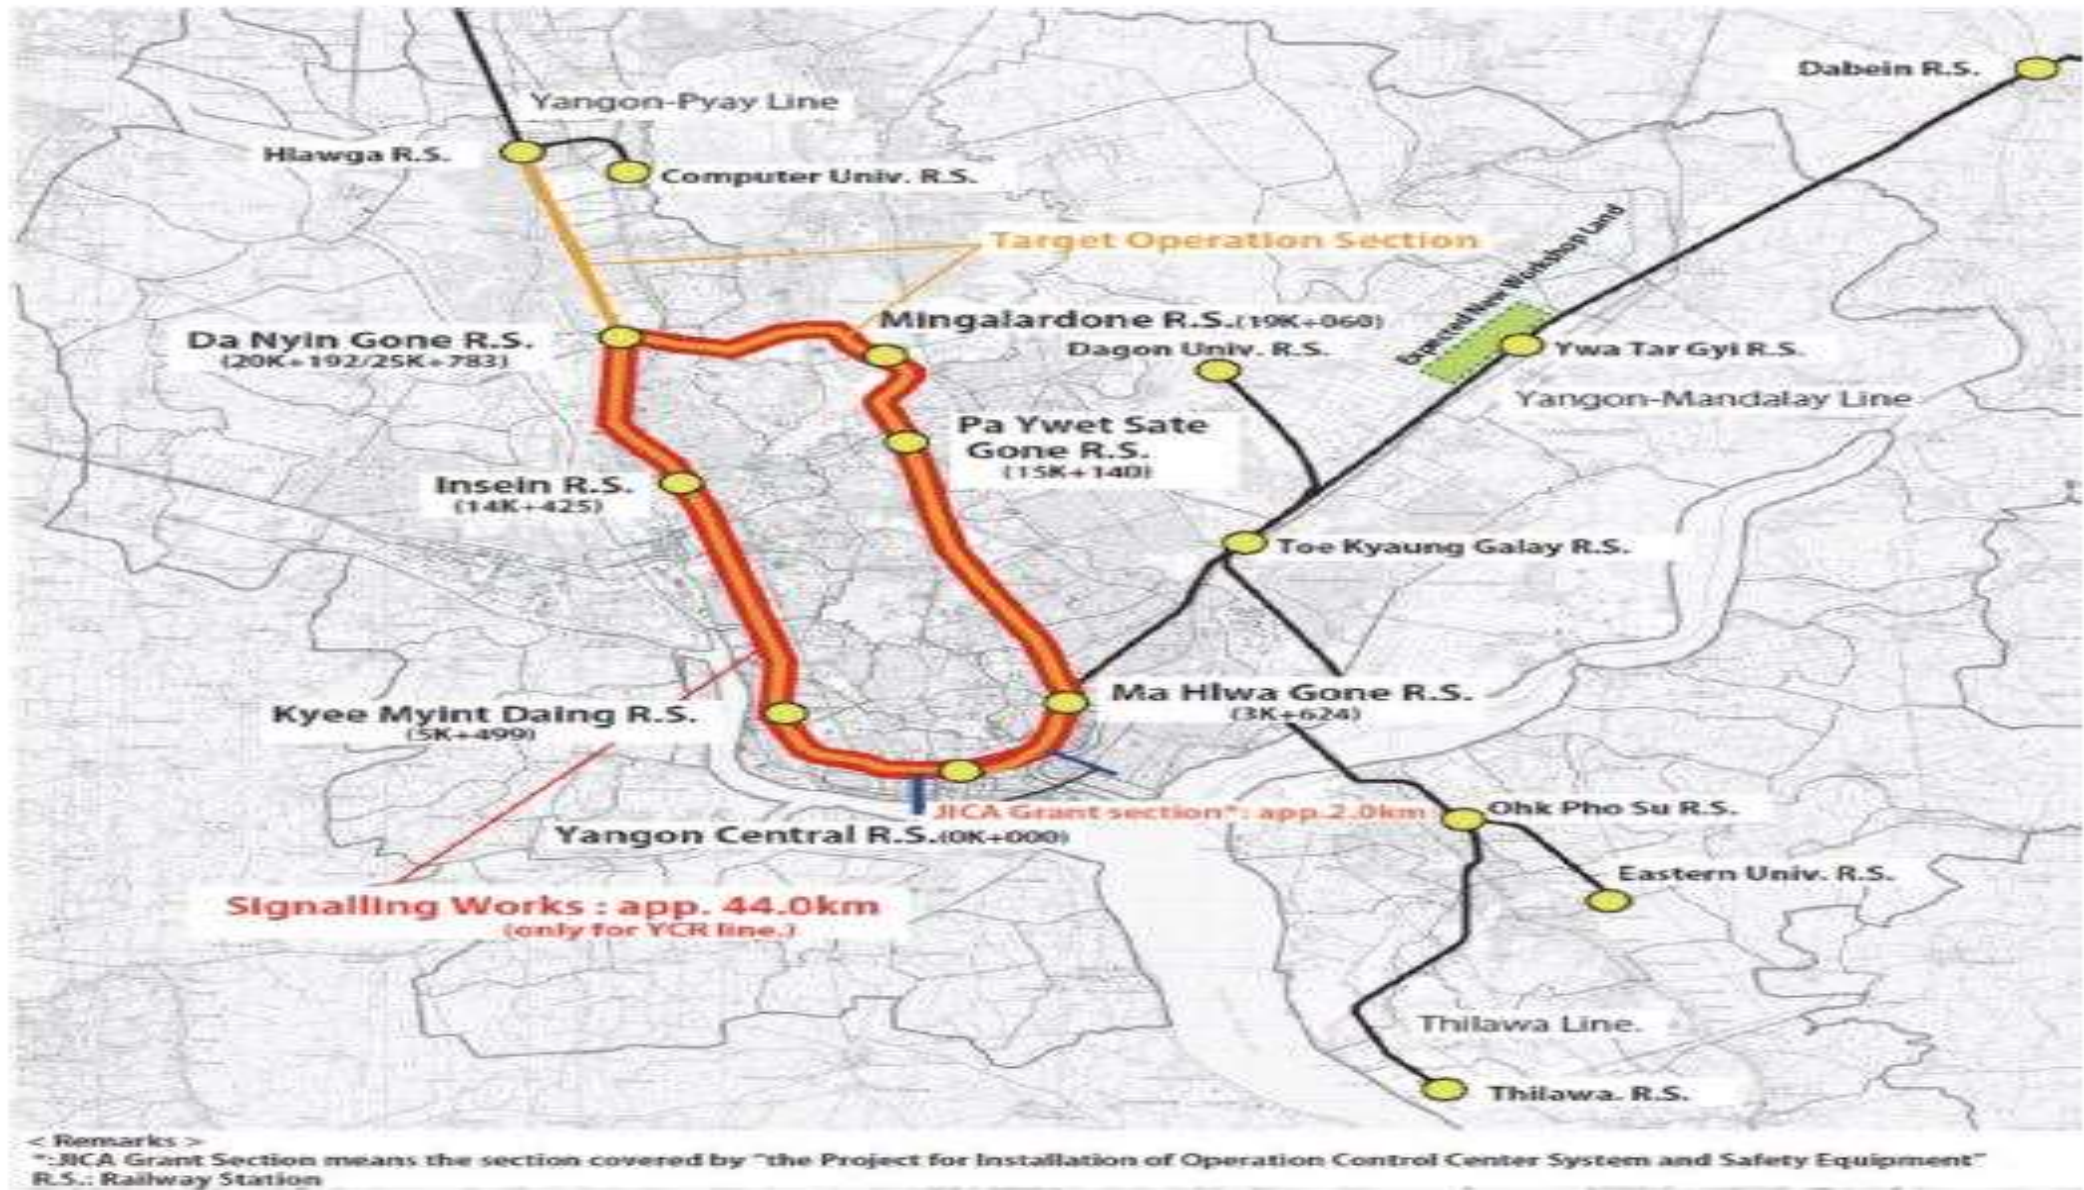 Dabein R.S.
Yangon-Pyay Line
Hlawga R.S.
Computer Univ. R.S.
Target Operation Section
Expected New Workshop Land
Mingalardone R.S.(19K+060)
Da Nyin Gone R.S.
(20K+192/25K+783)
Dagon Univ. R.S.
Ywa Tar Gyi R.S.
Yangon-Mandalay Line
Pa Ywet Sate
Gone R.S.
(15K+140)
Insein R.S.
(14K+425)
Toe Kyaung Galay R.S.
Ma Hlwa Gone R.S.
(3K+624)
Kyee Myint Daing R.S.
(5K+499)
JICA Grant section*: app.2.0km
Ohk Pho Su R.S.
Yangon Central R.S.(0K+000)
Eastern Univ. R.S.
Signalling Works : app. 44.0km
(only for YCR line.)
Thilawa Line.
Thilawa. R.S.
< Remarks >
*:JICA Grant Section means the section covered by "the Project for Installation of Operation Control Center System and Safety Equipment"
R.S.: Railway Station